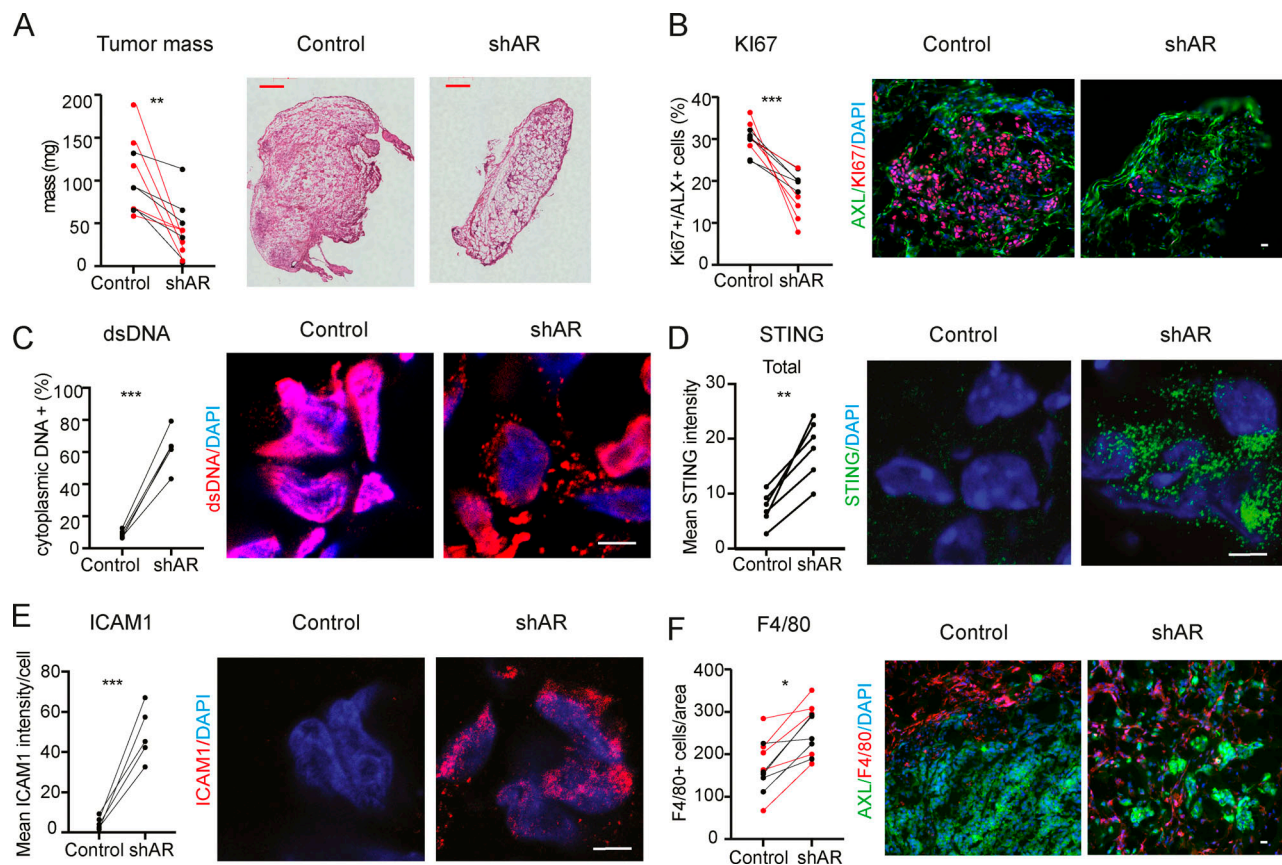 A
Tumor mass
Control
shAR
mass (mg)
200
150
100
50
0
**
Control shAR
B
KI67
Control
shAR
Ki67+/ALX+ cells (%)
40
30
20
10
0
***
Control shAR
AXL/KI67/DAPI
C
dsDNA
Control
shAR
cytoplasmic DNA + (%)
100
80
60
40
20
0
***
Control shAR
dsDNA/DAPI
D
STING
Total
Control
shAR
Mean STING intensity
30
20
10
0
**
Control shAR
STING/DAPI
E
ICAM1
Control
shAR
Mean ICAM1 intensity/cell
80
60
40
20
0
***
Control shAR
ICAM1/DAPI
F
F4/80
Control
shAR
F4/80+ cells/area
400
300
200
100
0
*
Control shAR
AXL/F4/80/DAPI